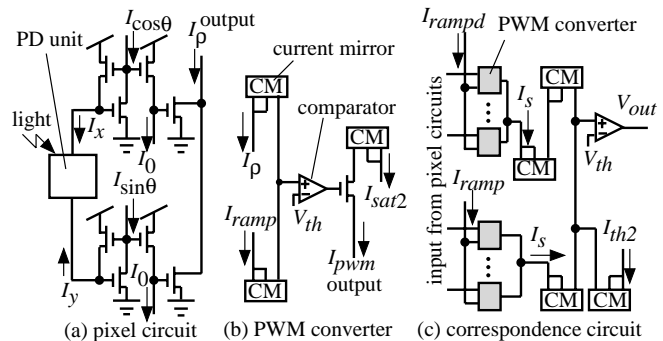 PD unit
I_cosθ
I_ρ output
light
I_x
I_0
I_sinθ
I_0
I_y
(a) pixel circuit
current mirror
CM
comparator
CM
I_ρ
V_th
I_sat2
I_ramp
I_pwm
output
CM
(b) PWM converter
I_rampd
PWM converter
I_s
CM
V_out
CM
V_th
input from pixel circuits
I_ramp
I_s
I_th2
CM
CM
(c) correspondence circuit